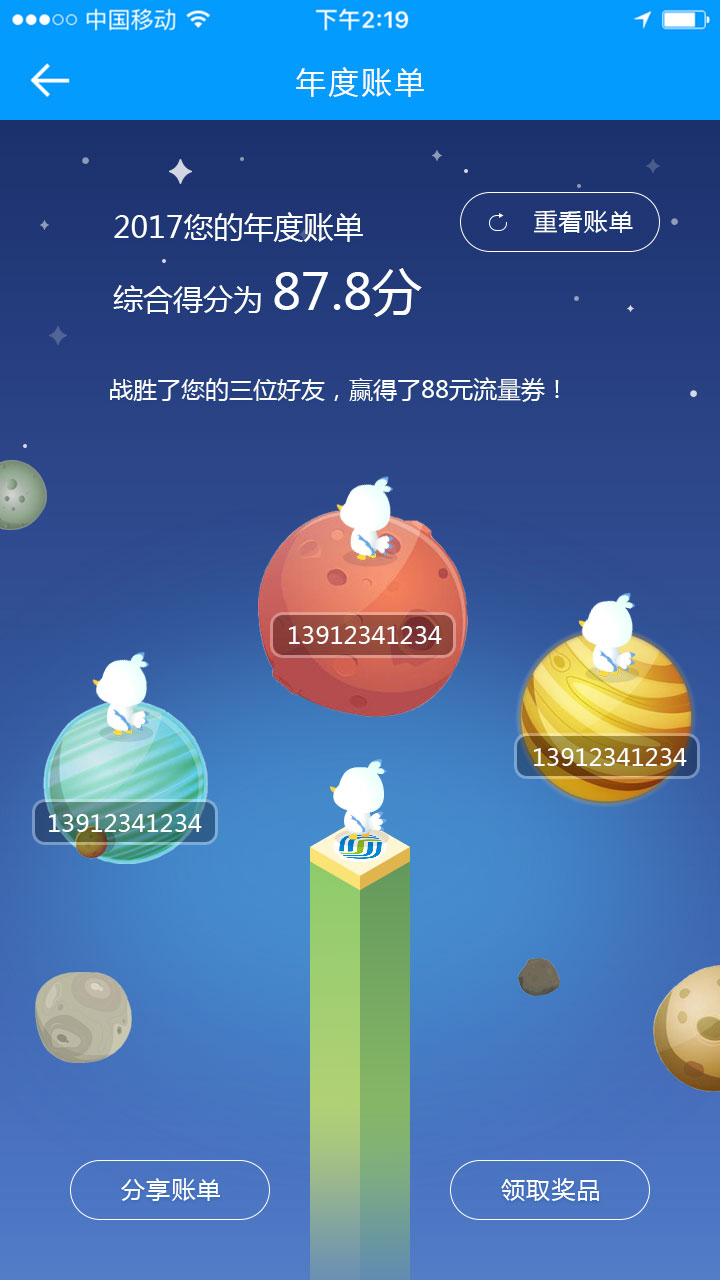 中国移动
下午2:19
年度账单
2017您的年度账单
重看账单
综合得分为 87.8分
战胜了您的三位好友，赢得了88元流量券！
13912341234
13912341234
13912341234
分享账单
领取奖品